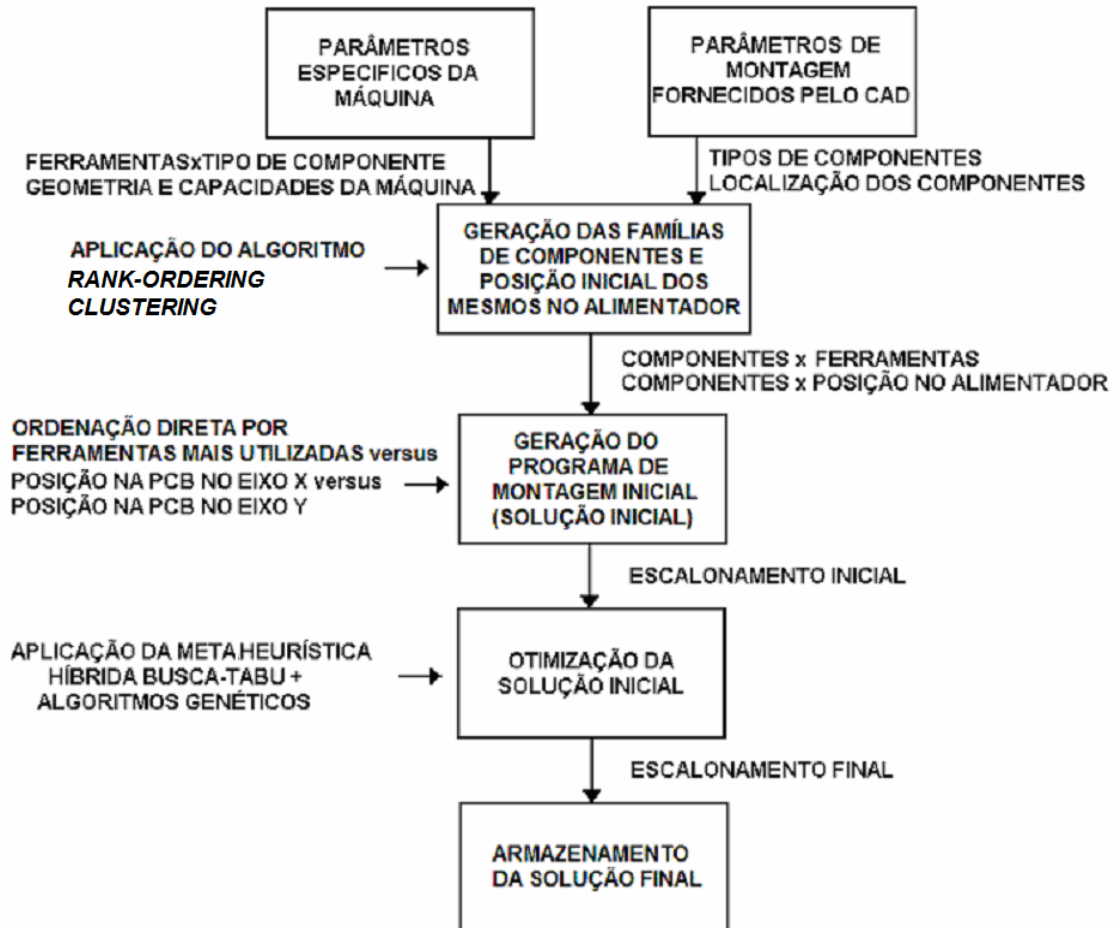 PARÂMETROS
ESPECIFICOS DA
MÁQUINA
PARÂMETROS DE
MONTAGEM
FORNECIDOS PELO CAD
FERRAMENTASxTIPO DE COMPONENTE
GEOMETRIA E CAPACIDADES DA MÁQUINA
TIPOS DE COMPONENTES
LOCALIZAÇÃO DOS COMPONENTES
APLICAÇÃO DO ALGORITMO
RANK-ORDERING
CLUSTERING
GERAÇÃO DAS FAMÍLIAS
DE COMPONENTES E
POSIÇÃO INICIAL DOS
MESMOS NO ALIMENTADOR
COMPONENTES x FERRAMENTAS
COMPONENTES x POSIÇÃO NO ALIMENTADOR
ORDENAÇÃO DIRETA POR
FERRAMENTAS MAIS UTILIZADAS versus
POSIÇÃO NA PCB NO EIXO X versus
POSIÇÃO NA PCB NO EIXO Y
GERAÇÃO DO
PROGRAMA DE
MONTAGEM INICIAL
(SOLUÇÃO INICIAL)
ESCALONAMENTO INICIAL
APLICAÇÃO DA METAHEURÍSTICA
HÍBRIDA BUSCA-TABU +
ALGORITMOS GENÉTICOS
OTIMIZAÇÃO DA
SOLUÇÃO INICIAL
ESCALONAMENTO FINAL
ARMAZENAMENTO
DA SOLUÇÃO FINAL